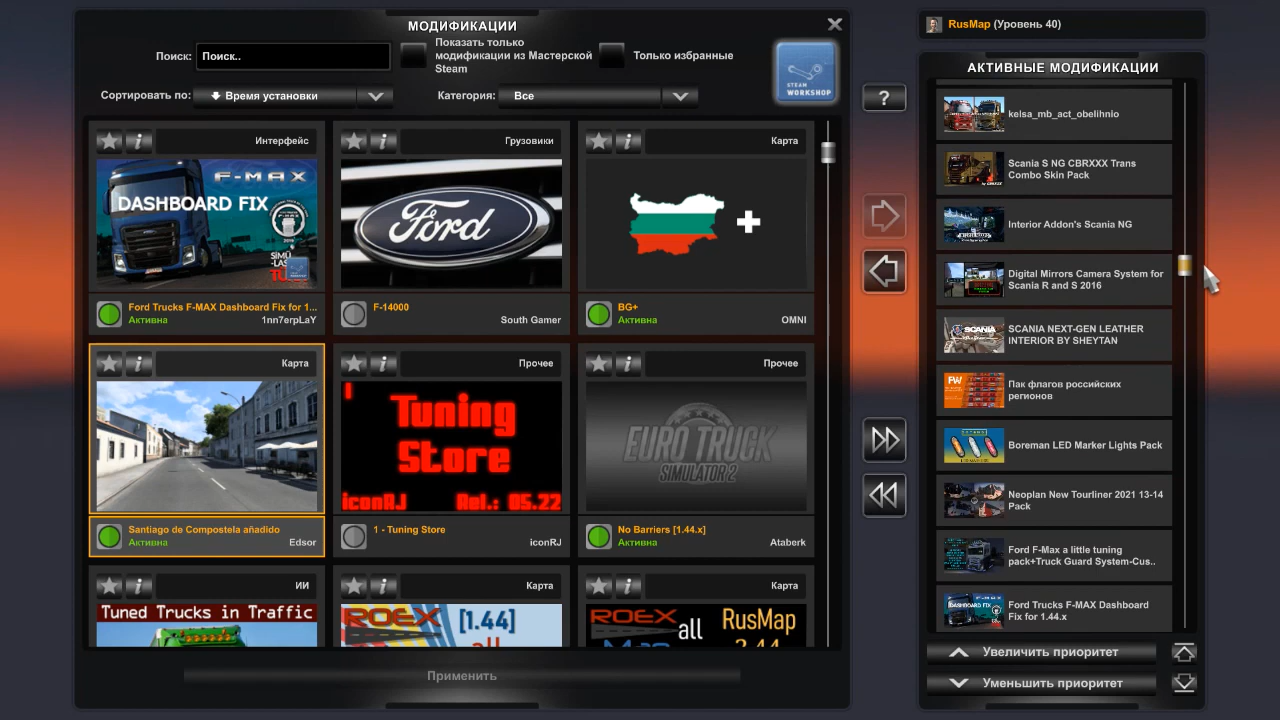 МОДИФИКАЦИИ
Поиск:
Поиск..
Показать только
модификации из Мастерской
Steam
Только избранные
STEAM
WORKSHOP
Сортировать по:
Время установки
Категория:
Все
Интерфейс
F-MAX
DASHBOARD FIX
Ford Trucks F-MAX Dashboard Fix for 1...
Активна
1nn7erpLaY
Грузовики
Ford
F-14000
South Gamer
Карта
BG+
Активна
OMNI
Карта
Santiago de Compostela añadido
Активна
Edsor
Прочее
Tuning
Store
iconRJ
Rel.: 05.22
1 - Tuning Store
iconRJ
Прочее
EURO TRUCK
SIMULATOR 2
No Barriers [1.44.x]
Активна
Ataberk
ИИ
Tuned Trucks in Traffic
Карта
ROEX
[1.44]
all
Карта
ROEX
all
RusMap
Применить
?
RusMap (Уровень 40)
АКТИВНЫЕ МОДИФИКАЦИИ
kelsa_mb_act_obelihnio
Scania S NG CBRXXX Trans
Combo Skin Pack
Interior Addon's Scania NG
Digital Mirrors Camera System for
Scania R and S 2016
SCANIA
SCANIA NEXT-GEN LEATHER
INTERIOR BY SHEYTAN
Пак флагов российских
регионов
Boreman LED Marker Lights Pack
Neoplan New Tourliner 2021 13-14
Pack
Ford F-Max a little tuning
pack+Truck Guard System-Cus..
DASHBOARD FIX
Ford Trucks F-MAX Dashboard
Fix for 1.44.x
Увеличить приоритет
Уменьшить приоритет